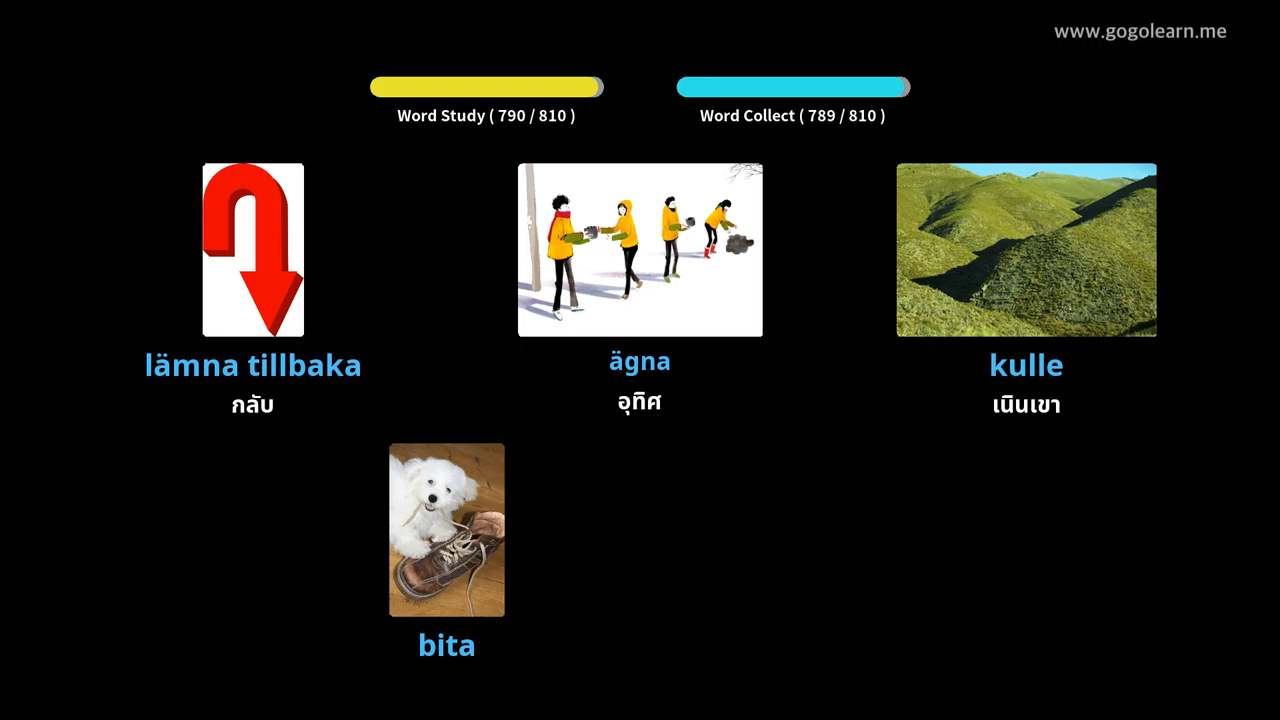 www.gogolearn.me
Word Study ( 790 / 810 )
Word Collect ( 789 / 810 )
lämna tillbaka
กลับ
ägna
อุทิศ
kulle
เนินเขา
bita